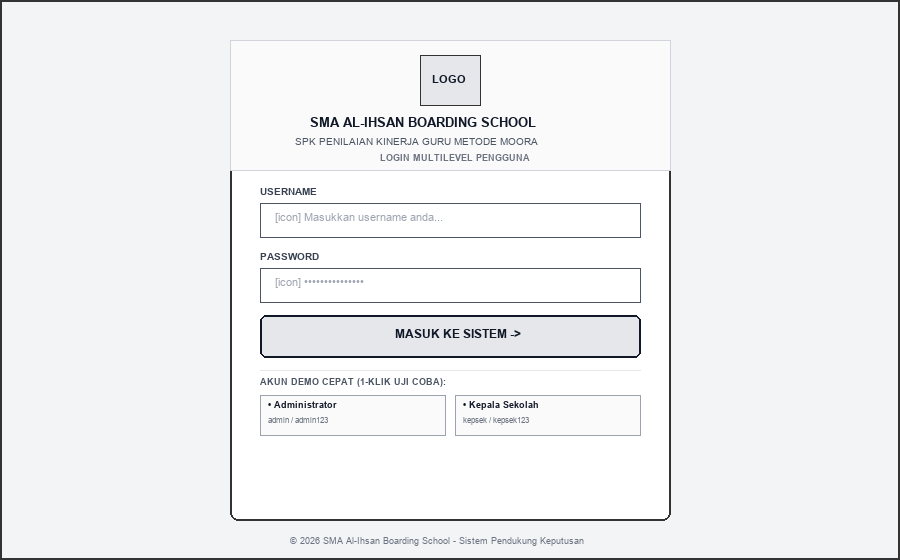 LOGO
SMA AL-IHSAN BOARDING SCHOOL
SPK PENILAIAN KINERJA GURU METODE MOORA
LOGIN MULTILEVEL PENGGUNA
USERNAME
[icon] Masukkan username anda...
PASSWORD
[icon] •••••••••••••••
MASUK KE SISTEM ->
AKUN DEMO CEPAT (1-KLIK UJI COBA):
• Administrator
admin / admin123
• Kepala Sekolah
kepsek / kepsek123
© 2026 SMA Al-Ihsan Boarding School - Sistem Pendukung Keputusan